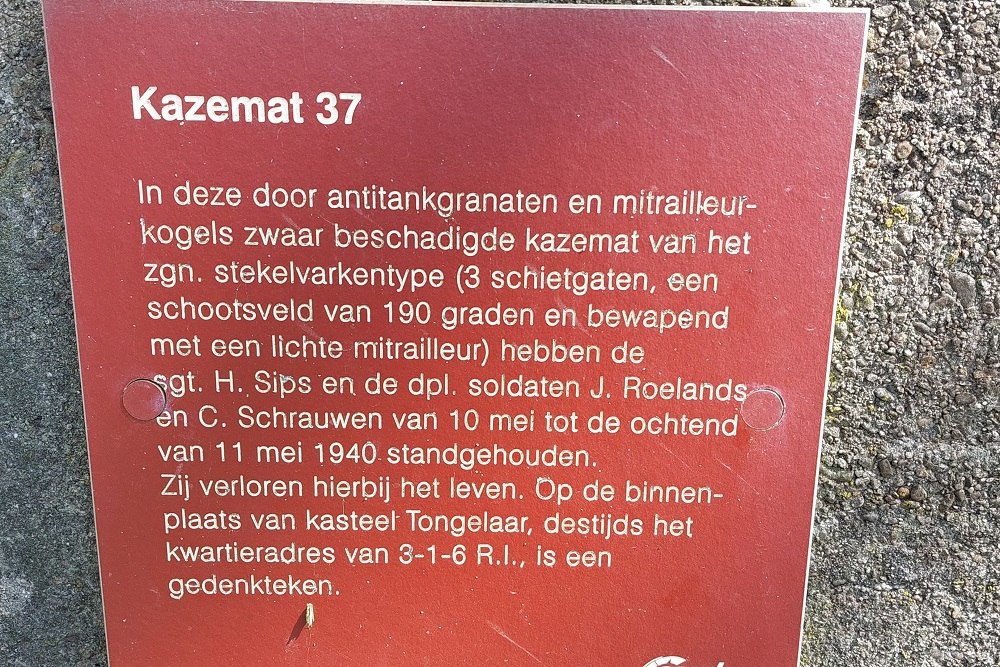 Kazemat 37
In deze door antitankgranaten en mitrailleur-
kogels zwaar beschadigde kazemat van het
zgn. stekelvarkentype (3 schietgaten, een
schootsveld van 190 graden en bewapend
met een lichte mitrailleur) hebben de
sgt. H. Sips en de dpl. soldaten J. Roelands
en C. Schrauwen van 10 mei tot de ochtend
van 11 mei 1940 standgehouden.
Zij verloren hierbij het leven. Op de binnen-
plaats van kasteel Tongelaar, destijds het
kwartieradres van 3-1-6 R.I., is een
gedenkteken.